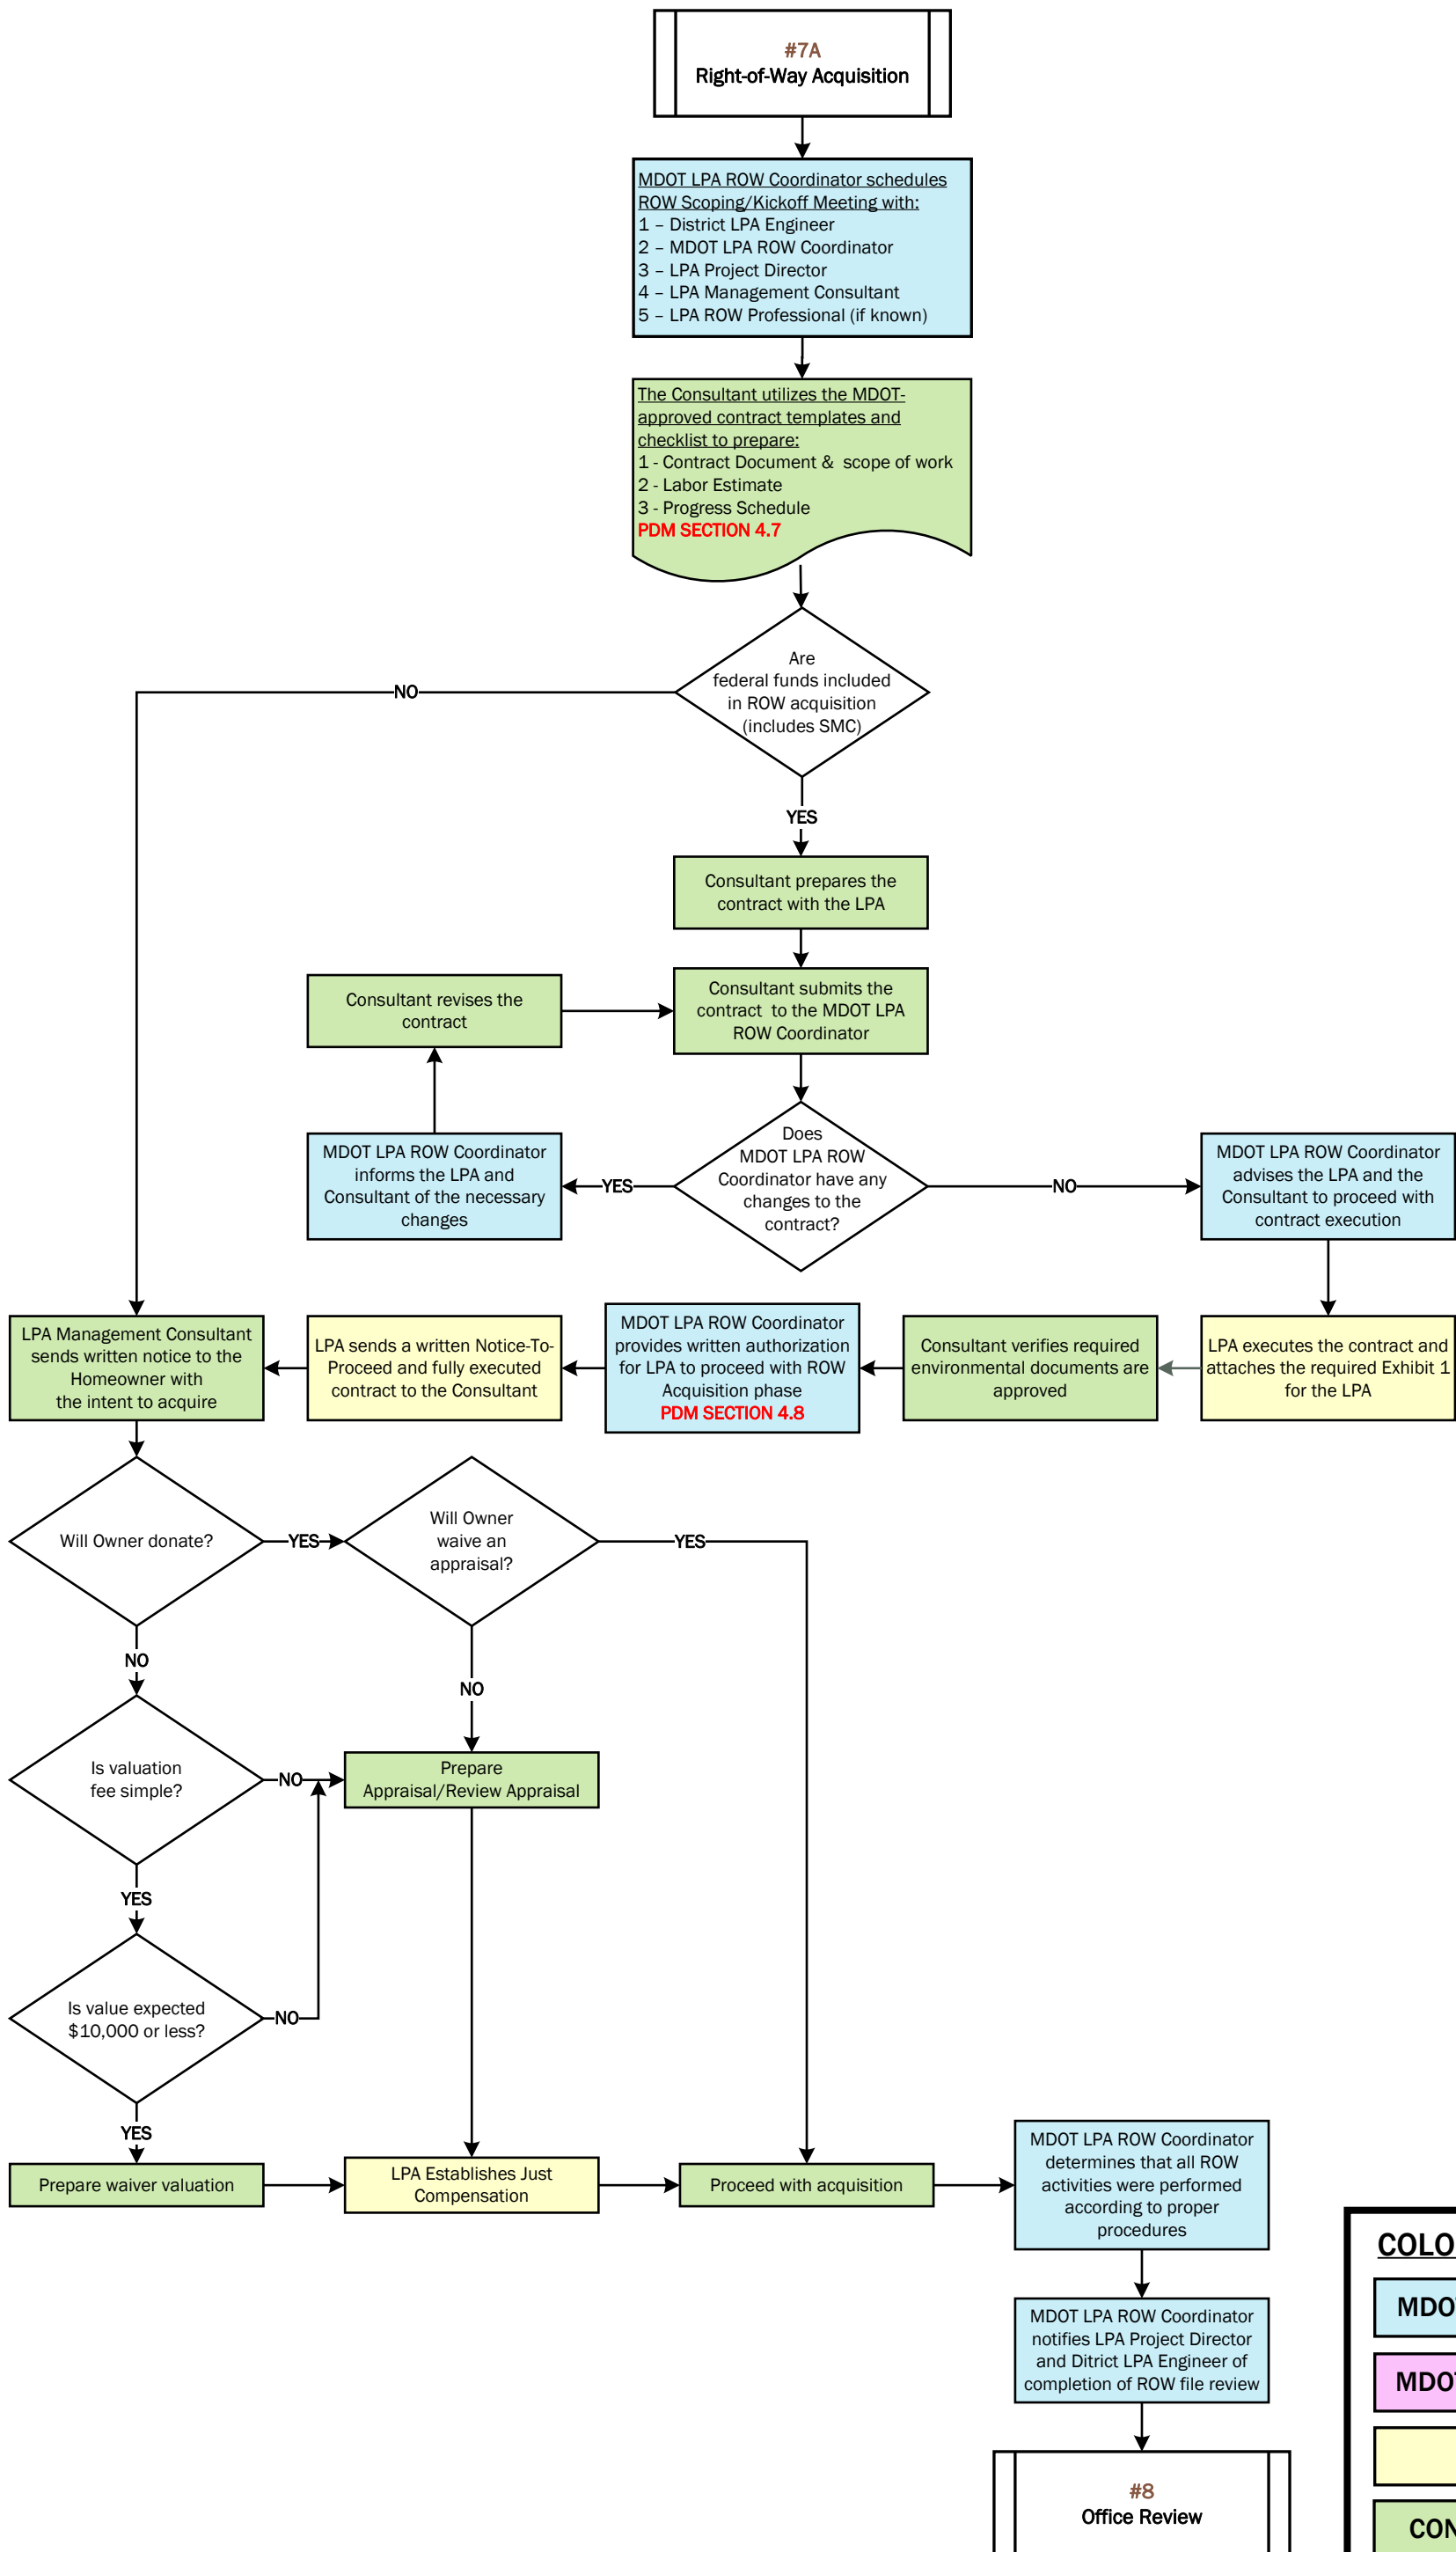 #7A
Right-of-Way Acquisition
MDOT LPA ROW Coordinator schedules
ROW Scoping/Kickoff Meeting with:
1 – District LPA Engineer
2 – MDOT LPA ROW Coordinator
3 – LPA Project Director
4 – LPA Management Consultant
5 – LPA ROW Professional (if known)
The Consultant utilizes the MDOT-
approved contract templates and
checklist to prepare:
1 - Contract Document & scope of work
2 - Labor Estimate
3 - Progress Schedule
PDM SECTION 4.7
Are
federal funds included
in ROW acquisition
(includes SMC)
NO
YES
Consultant prepares the
contract with the LPA
Consultant revises the
contract
Consultant submits the
contract to the MDOT LPA
ROW Coordinator
MDOT LPA ROW Coordinator
informs the LPA and
Consultant of the necessary
changes
YES
Does
MDOT LPA ROW
Coordinator have any
changes to the
contract?
NO
MDOT LPA ROW Coordinator
advises the LPA and the
Consultant to proceed with
contract execution
LPA Management Consultant
sends written notice to the
Homeowner with
the intent to acquire
LPA sends a written Notice-To-
Proceed and fully executed
contract to the Consultant
MDOT LPA ROW Coordinator
provides written authorization
for LPA to proceed with ROW
Acquisition phase
PDM SECTION 4.8
Consultant verifies required
environmental documents are
approved
LPA executes the contract and
attaches the required Exhibit 1
for the LPA
Will Owner donate?
YES
Will Owner
waive an
appraisal?
YES
NO
NO
Is valuation
fee simple?
NO
Prepare
Appraisal/Review Appraisal
YES
Is value expected
$10,000 or less?
NO
YES
Prepare waiver valuation
LPA Establishes Just
Compensation
Proceed with acquisition
MDOT LPA ROW Coordinator
determines that all ROW
activities were performed
according to proper
procedures
MDOT LPA ROW Coordinator
notifies LPA Project Director
and Ditrict LPA Engineer of
completion of ROW file review
#8
Office Review
COLO
MDO
MDOT
CON